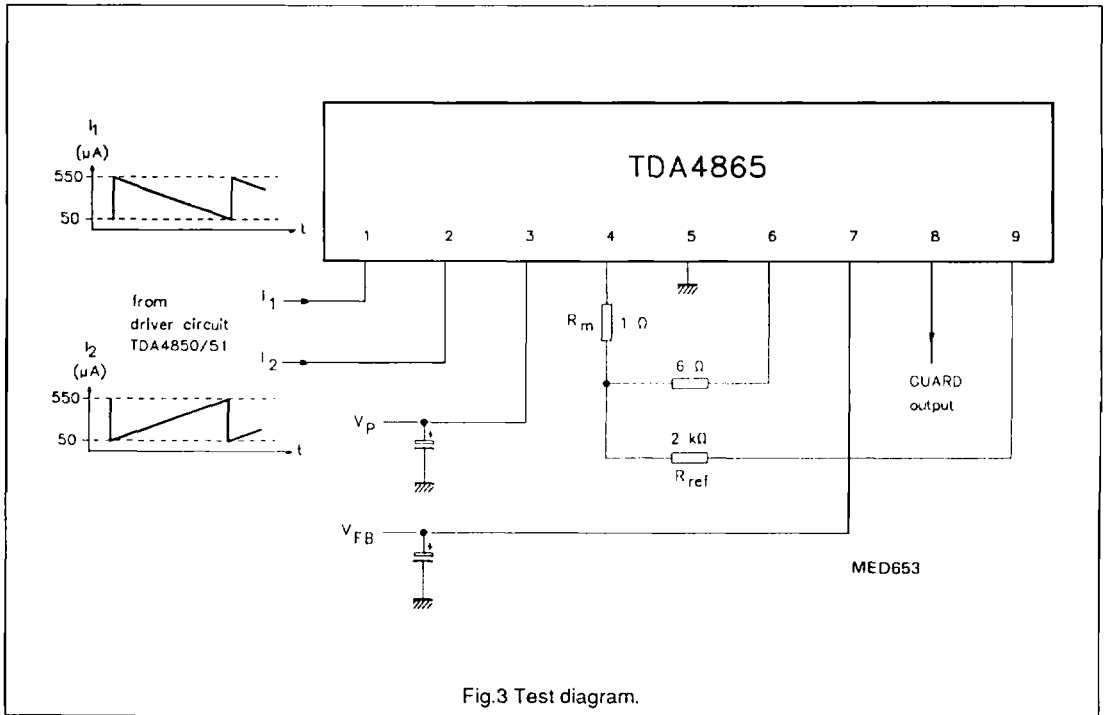 TDA4865
I1
(µA)
550
50
t
1 2 3 4 5 6 7 8 9
from
driver circuit
TDA4850/51
I1
Rm 1 Ω
I2
I2
(µA)
550
50
t
6 Ω
GUARD
output
VP
2 kΩ
Rref
VFB
MED653
Fig.3 Test diagram.